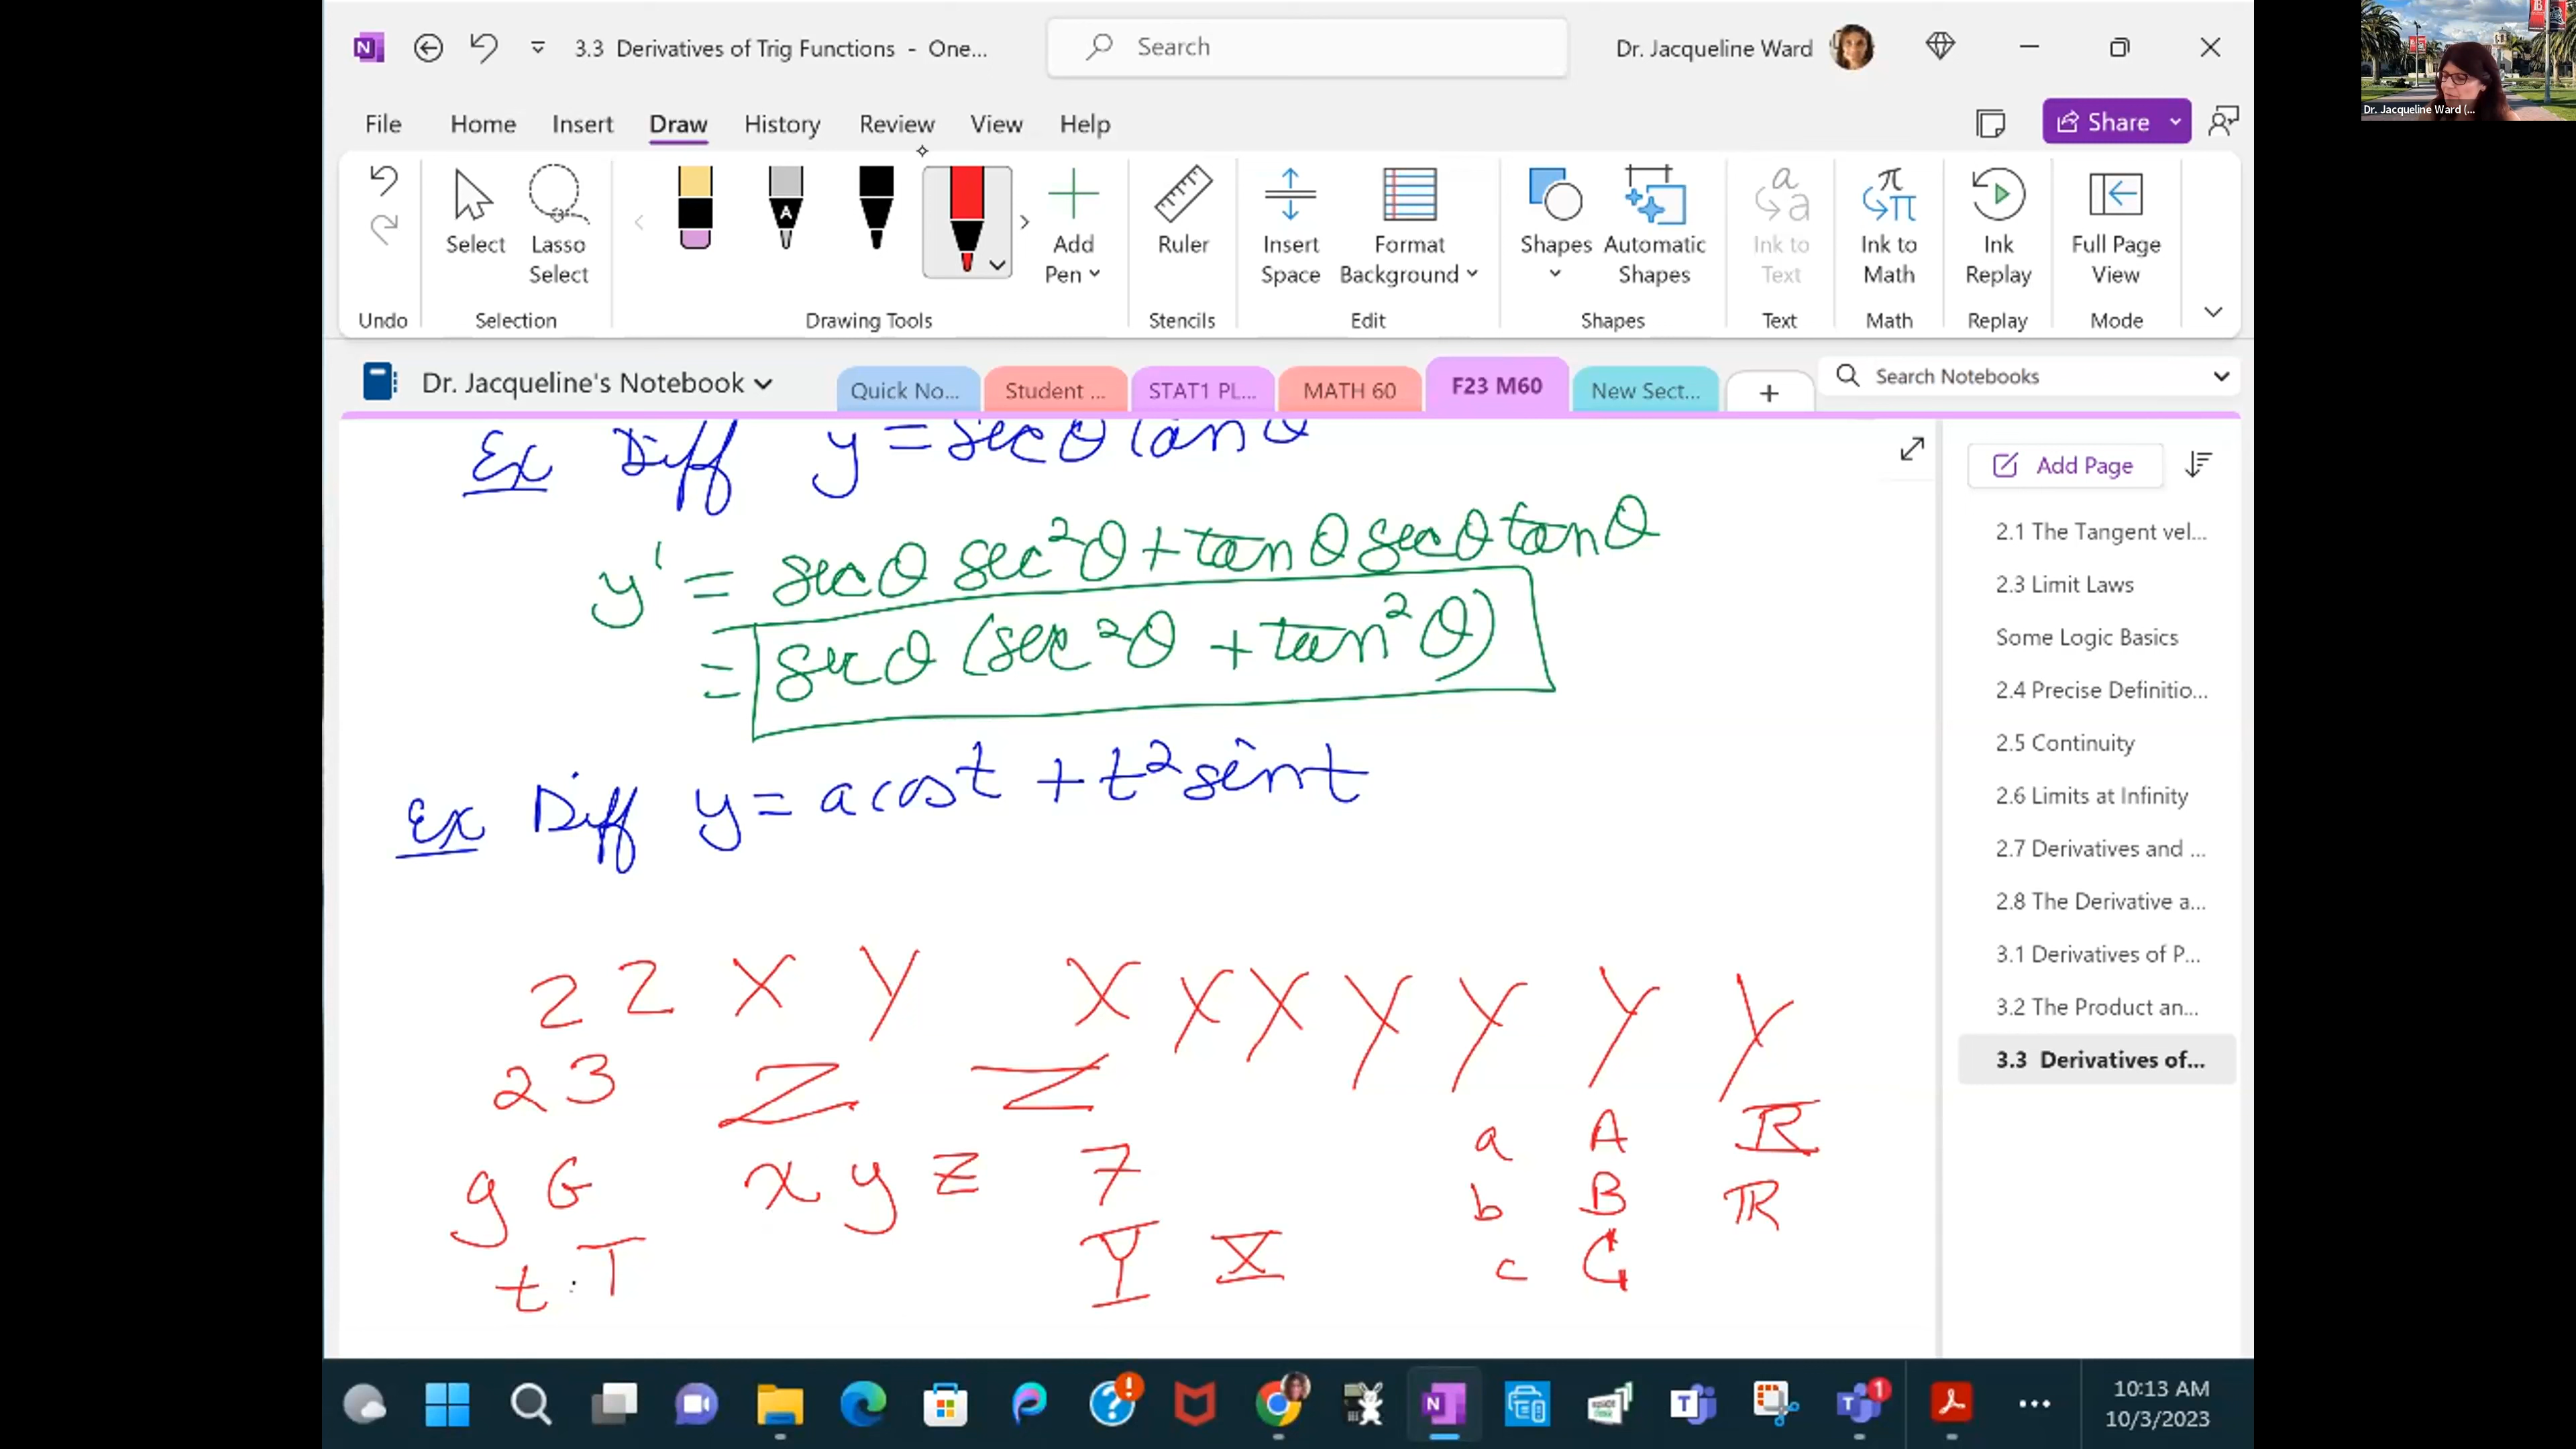 3.3 Derivatives of Trig Functions - One...
Search
Dr. Jacqueline Ward
Dr. Jacqueline Ward (...
File Home Insert Draw History Review View Help
Share
Select
Lasso Select
A
Add Pen
Ruler
Insert Space
Format Background
Shapes
Automatic Shapes
Ink to Text
Ink to Math
Ink Replay
Full Page View
Undo Selection Drawing Tools Stencils Edit Shapes Text Math Replay Mode
Dr. Jacqueline's Notebook
Quick No... Student ... STAT1 PL... MATH 60 F23 M60 New Sect... +
Search Notebooks
Ex Diff y = secθ tanθ
y' = secθ sec²θ + tanθ secθ tanθ
= secθ (sec²θ + tan²θ)
Ex Diff y = a cos t + t² sin t
2 2 X Y X X X Y Y Y Y
2 3 Z Z
a A R
g G x y z 7
b B R
t T Y X
c C
Add Page
2.1 The Tangent vel...
2.3 Limit Laws
Some Logic Basics
2.4 Precise Definitio...
2.5 Continuity
2.6 Limits at Infinity
2.7 Derivatives and ...
2.8 The Derivative a...
3.1 Derivatives of P...
3.2 The Product an...
3.3 Derivatives of...
10:13 AM
10/3/2023